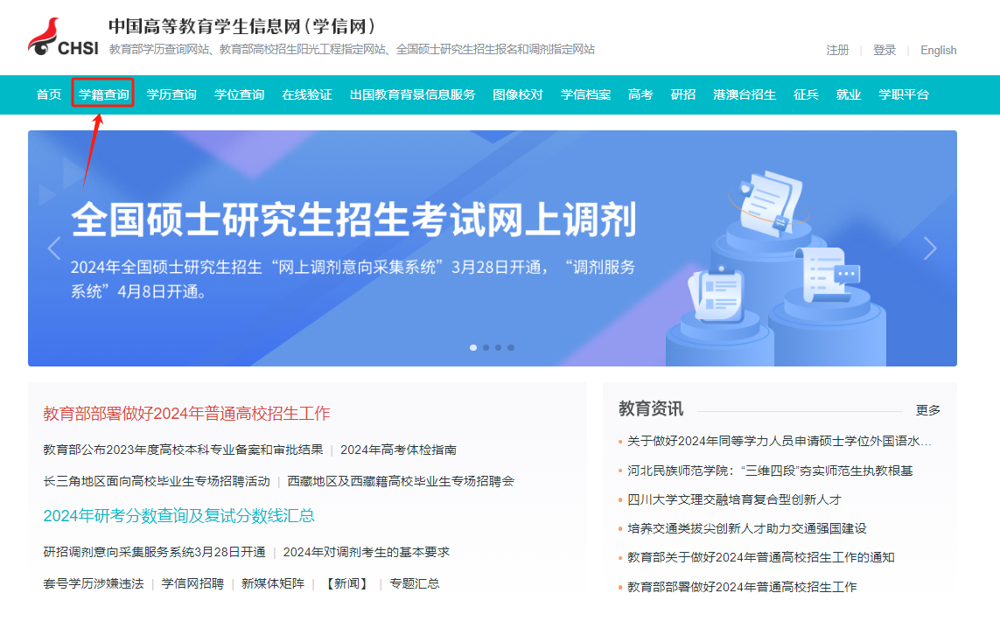 中国高等教育学生信息网(学信网)
CHSI
教育部学历查询网站、教育部高校招生阳光工程指定网站、全国硕士研究生招生报名和调剂指定网站
注册 | 登录 | English
首页 学籍查询 学历查询 学位查询 在线验证 出国教育背景信息服务 图像校对 学信档案 高考 研招 港澳台招生 征兵 就业 学职平台
全国硕士研究生招生考试网上调剂
2024年全国硕士研究生招生“网上调剂意向采集系统”3月28日开通，“调剂服务
系统”4月8日开通。
教育部部署做好2024年普通高校招生工作
教育部公布2023年度高校本科专业备案和审批结果 | 2024年高考体检指南
长三角地区面向高校毕业生专场招聘活动 | 西藏地区及西藏籍高校毕业生专场招聘会
2024年研考分数查询及复试分数线汇总
研招调剂意向采集服务系统3月28日开通 | 2024年对调剂考生的基本要求
套号学历涉嫌违法 | 学信网招聘 | 新媒体矩阵 | 【新闻】 | 专题汇总
教育资讯 更多
关于做好2024年同等学力人员申请硕士学位外国语水...
河北民族师范学院：“三维四段”夯实师范生执教根基
四川大学文理交融培育复合型创新人才
培养交通类拔尖创新人才助力交通强国建设
教育部关于做好2024年普通高校招生工作的通知
教育部部署做好2024年普通高校招生工作